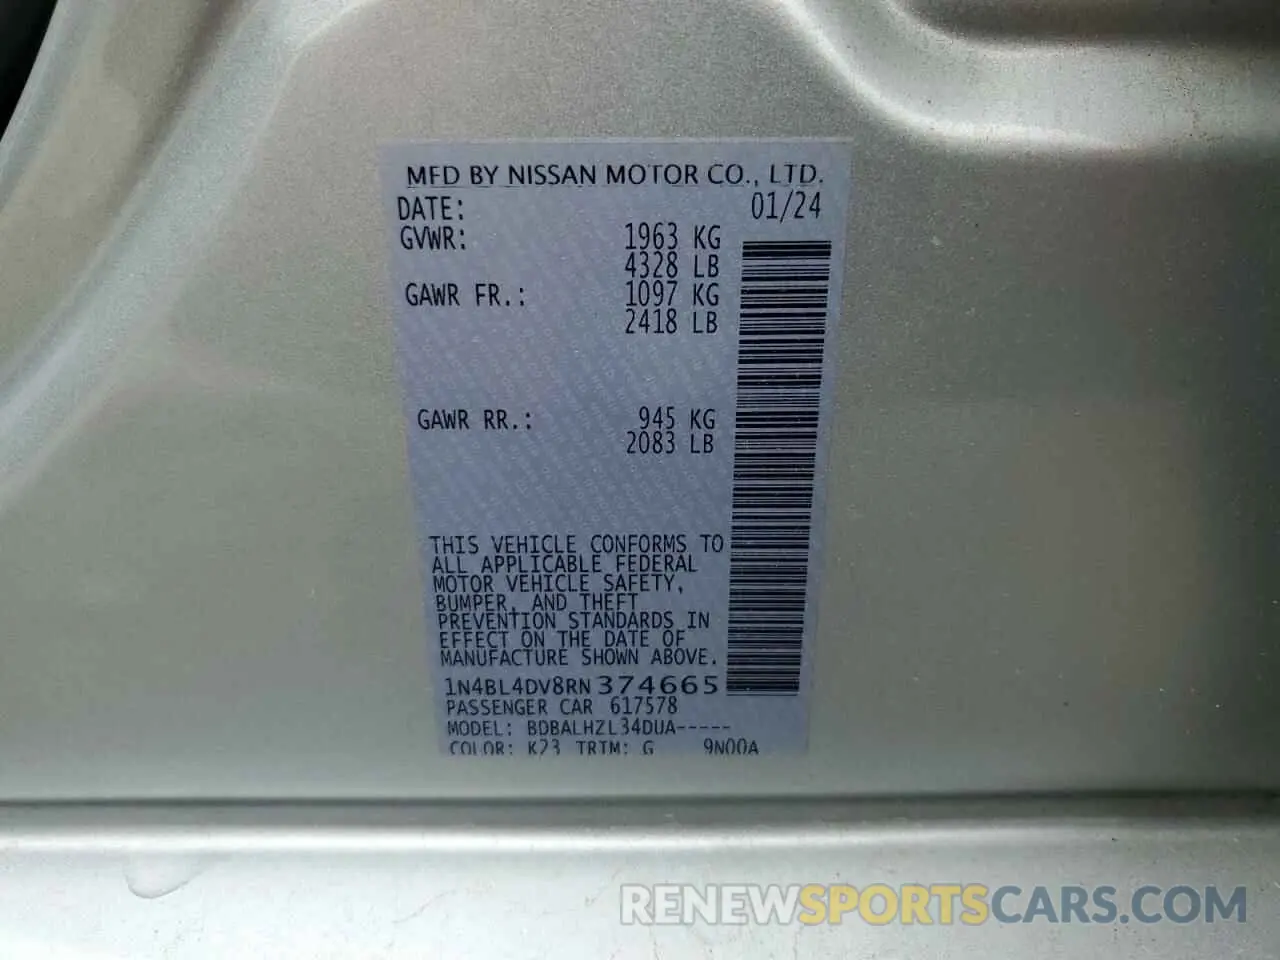 MFD BY NISSAN MOTOR CO., LTD.
DATE: 01/24
GVWR: 1963 KG
4328 LB
GAWR FR.: 1097 KG
2418 LB
GAWR RR.: 945 KG
2083 LB
THIS VEHICLE CONFORMS TO
ALL APPLICABLE FEDERAL
MOTOR VEHICLE SAFETY,
BUMPER, AND THEFT
PREVENTION STANDARDS IN
EFFECT ON THE DATE OF
MANUFACTURE SHOWN ABOVE.
1N4BL4DV8RN374665
PASSENGER CAR 617578
MODEL: BDBALHZL34DUA-----
COLOR: K23 TRIM: G 9N00A
RENEWSPORTSCARS.COM